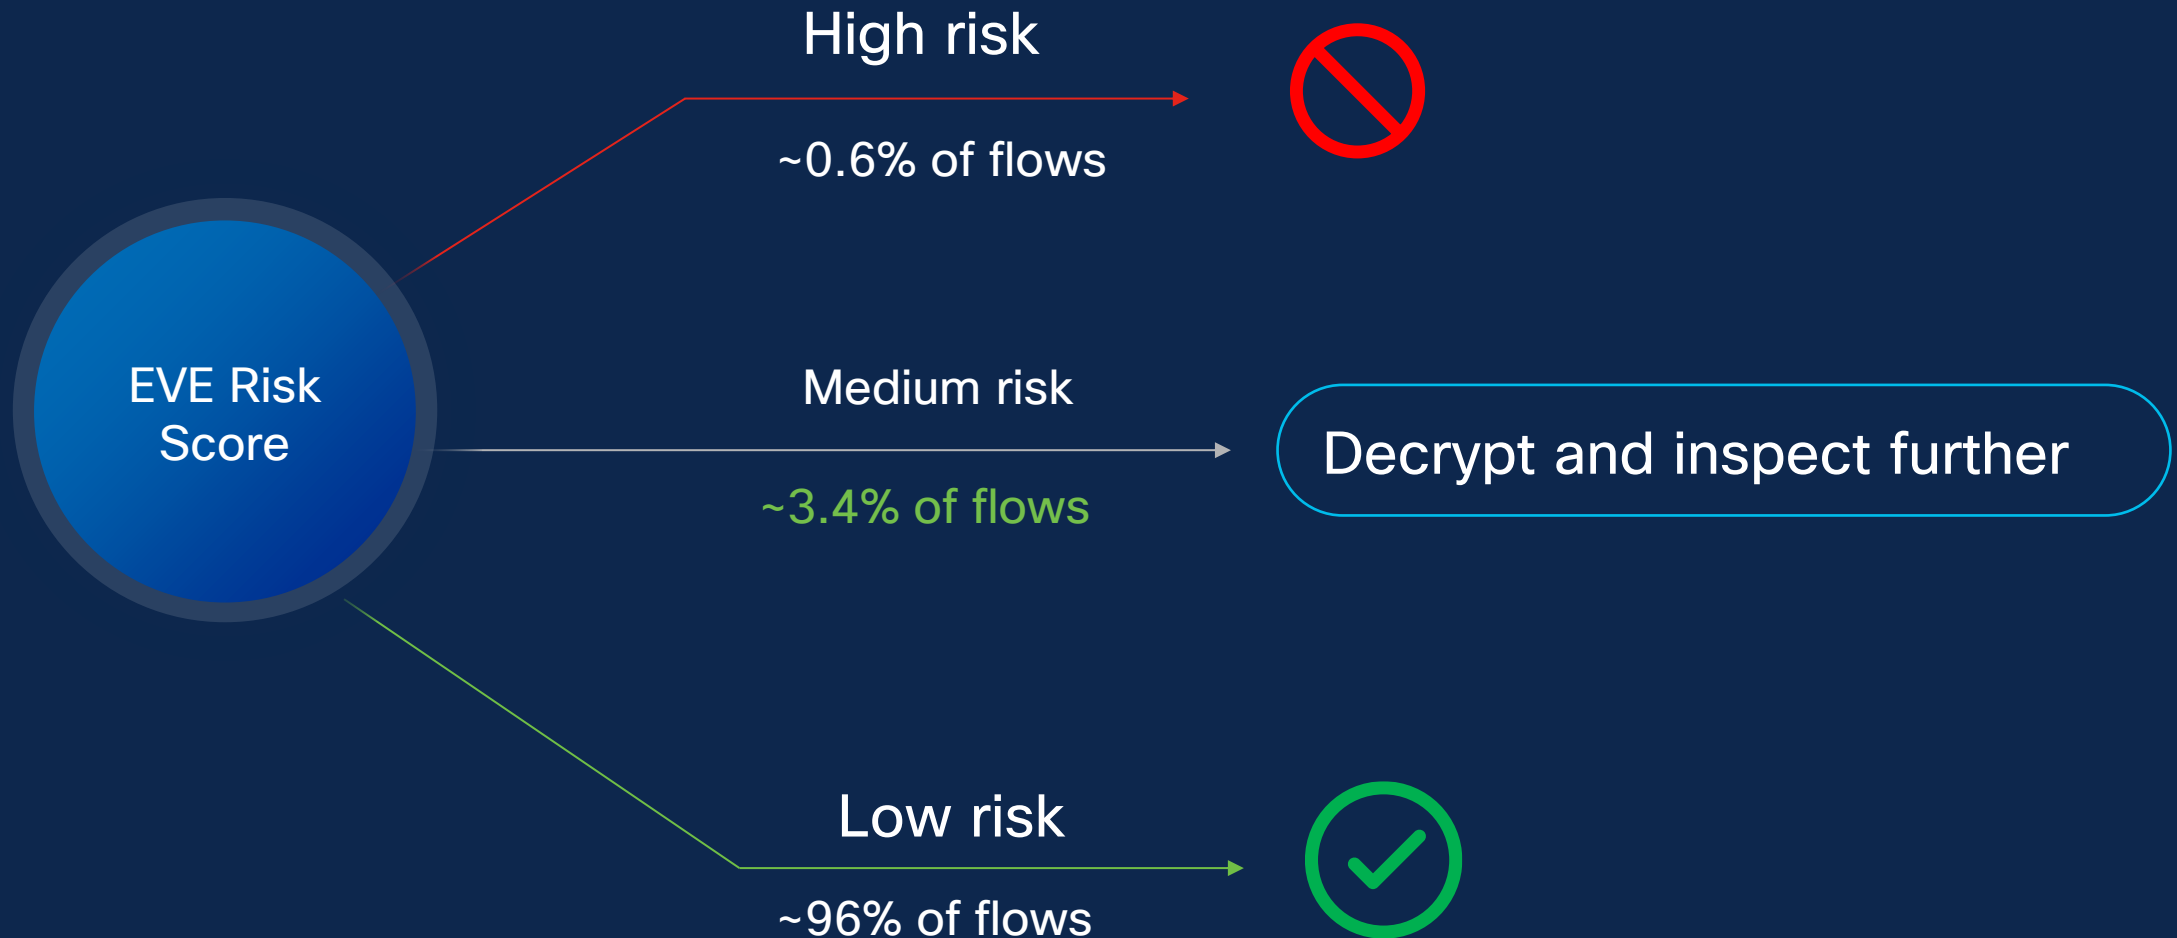 High risk
~0.6% of flows
EVE Risk
Score
Medium risk
~3.4% of flows
Decrypt and inspect further
Low risk
~96% of flows